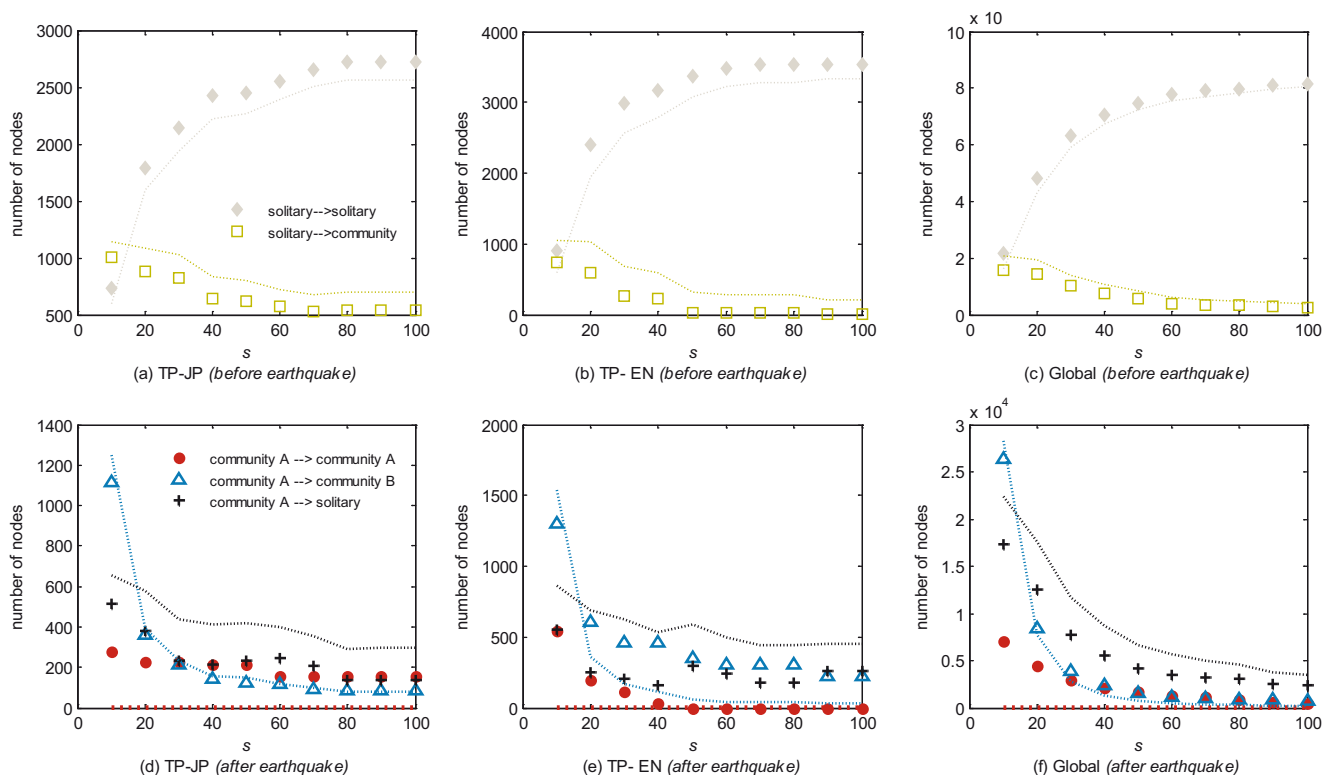 3000
2500
2000
1500
1000
500
0 20 40 60 80 100
number of nodes
s
solitary-->solitary
solitary-->community
(a) TP-JP (before earthquake)
4000
3000
2000
1000
0
0 20 40 60 80 100
number of nodes
s
(b) TP- EN (before earthquake)
x 10
10
8
6
4
2
0
0 20 40 60 80 100
number of nodes
s
(c) Global (before earthquake)
1400
1200
1000
800
600
400
200
0
0 20 40 60 80 100
number of nodes
s
community A --> community A
community A --> community B
community A --> solitary
(d) TP-JP (after earthquake)
2000
1500
1000
500
0
0 20 40 60 80 100
number of nodes
s
(e) TP- EN (after earthquake)
x 10^4
3
2.5
2
1.5
1
0.5
0
0 20 40 60 80 100
number of nodes
s
(f) Global (after earthquake)